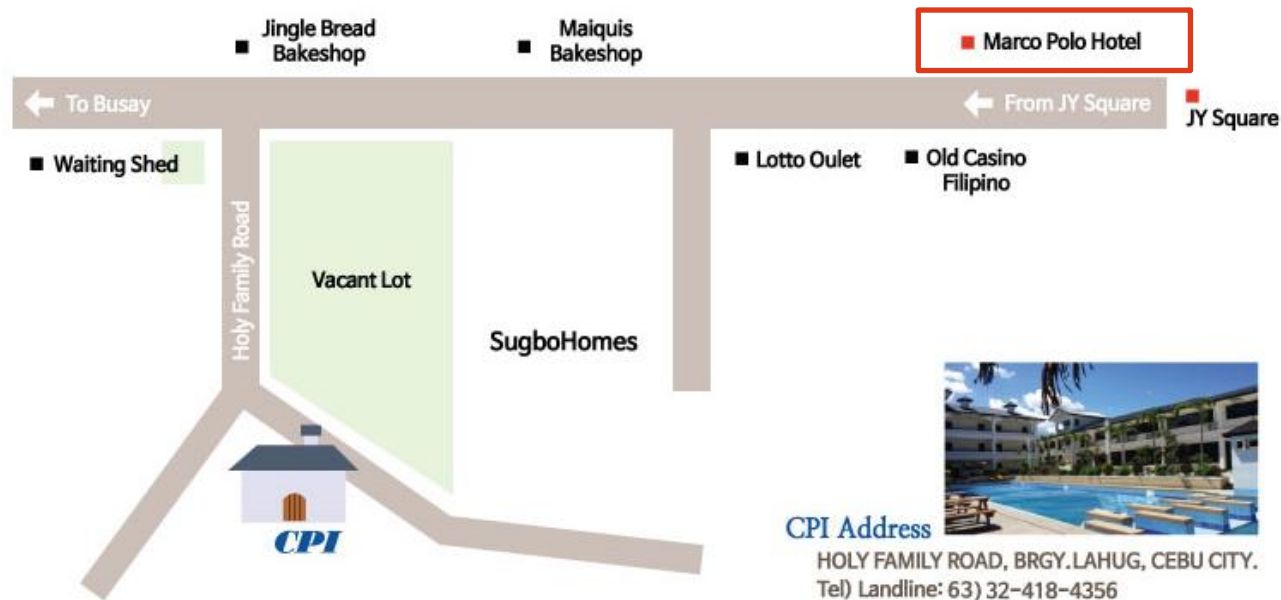 Jingle Bread
Bakeshop
Maiquis
Bakeshop
Marco Polo Hotel
To Busay
From JY Square
JY Square
Waiting Shed
Lotto Oulet
Old Casino
Filipino
Holy Family Road
Vacant Lot
SugboHomes
CPI
CPI Address
HOLY FAMILY ROAD, BRGY.LAHUG, CEBU CITY.
Tel) Landline: 63) 32-418-4356